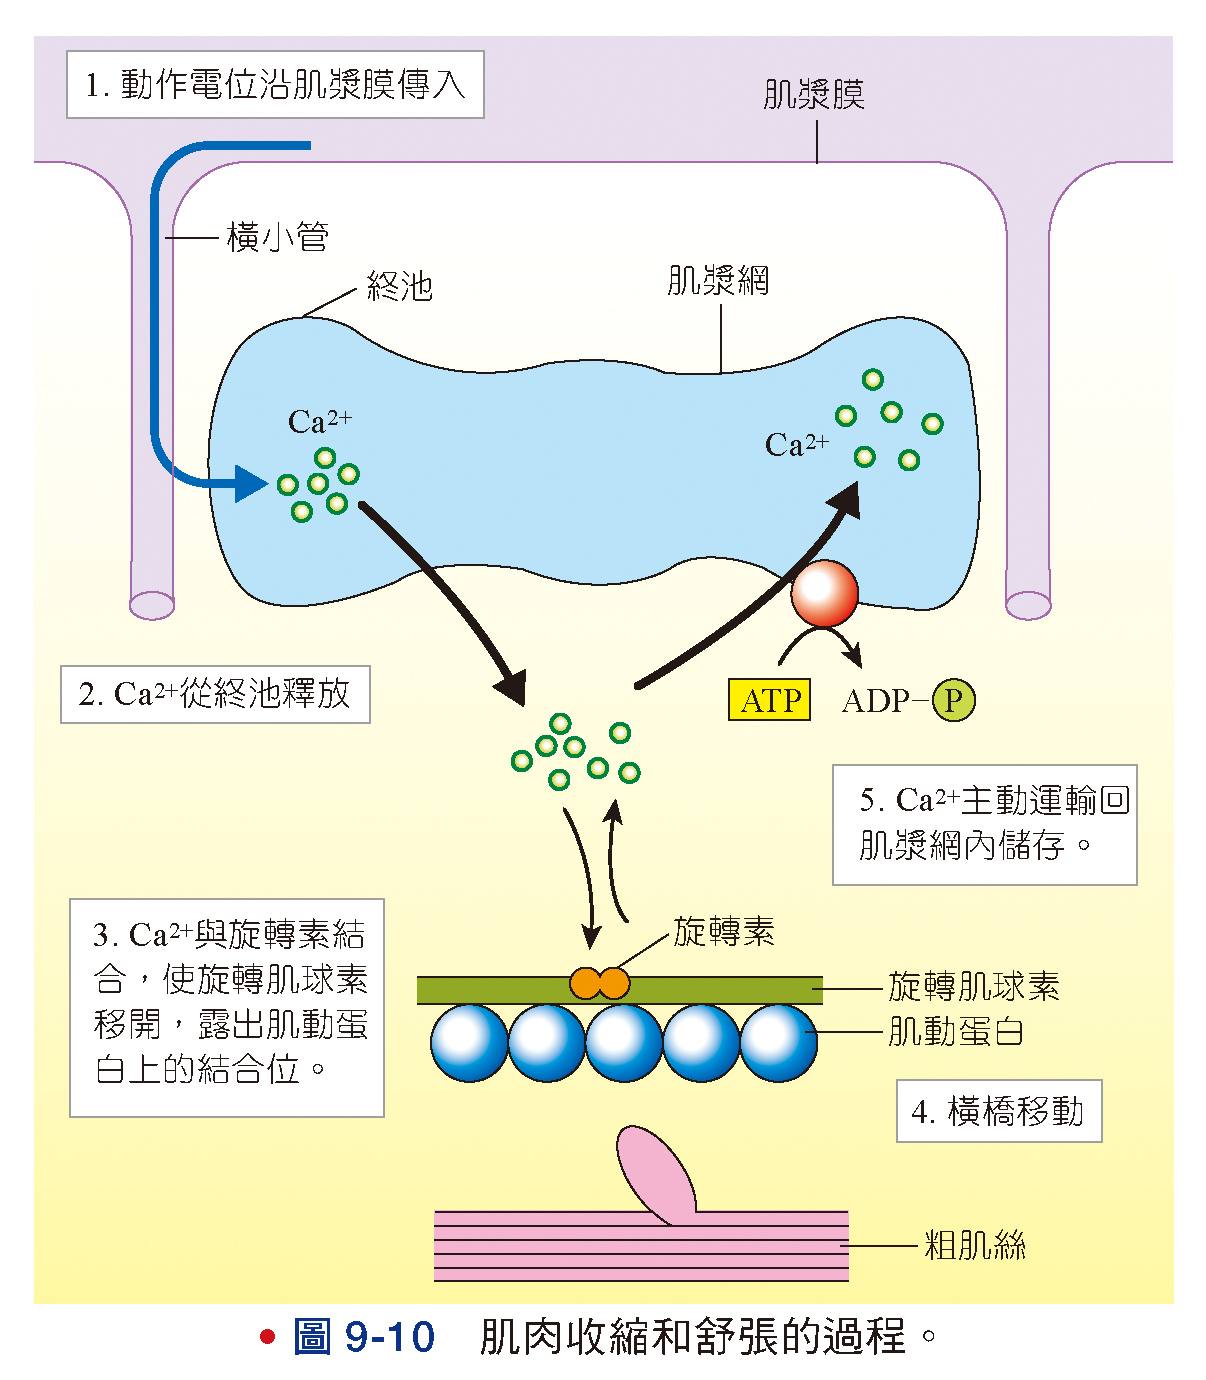 1. 動作電位沿肌漿膜傳入
肌漿膜
橫小管
終池
肌漿網
Ca2+
Ca2+
2. Ca2+從終池釋放
ATP
ADP–P
5. Ca2+主動運輸回
肌漿網內儲存。
3. Ca2+與旋轉素結
合，使旋轉肌球素
移開，露出肌動蛋
白上的結合位。
旋轉素
旋轉肌球素
肌動蛋白
4. 橫橋移動
粗肌絲
• 圖 9-10　肌肉收縮和舒張的過程。